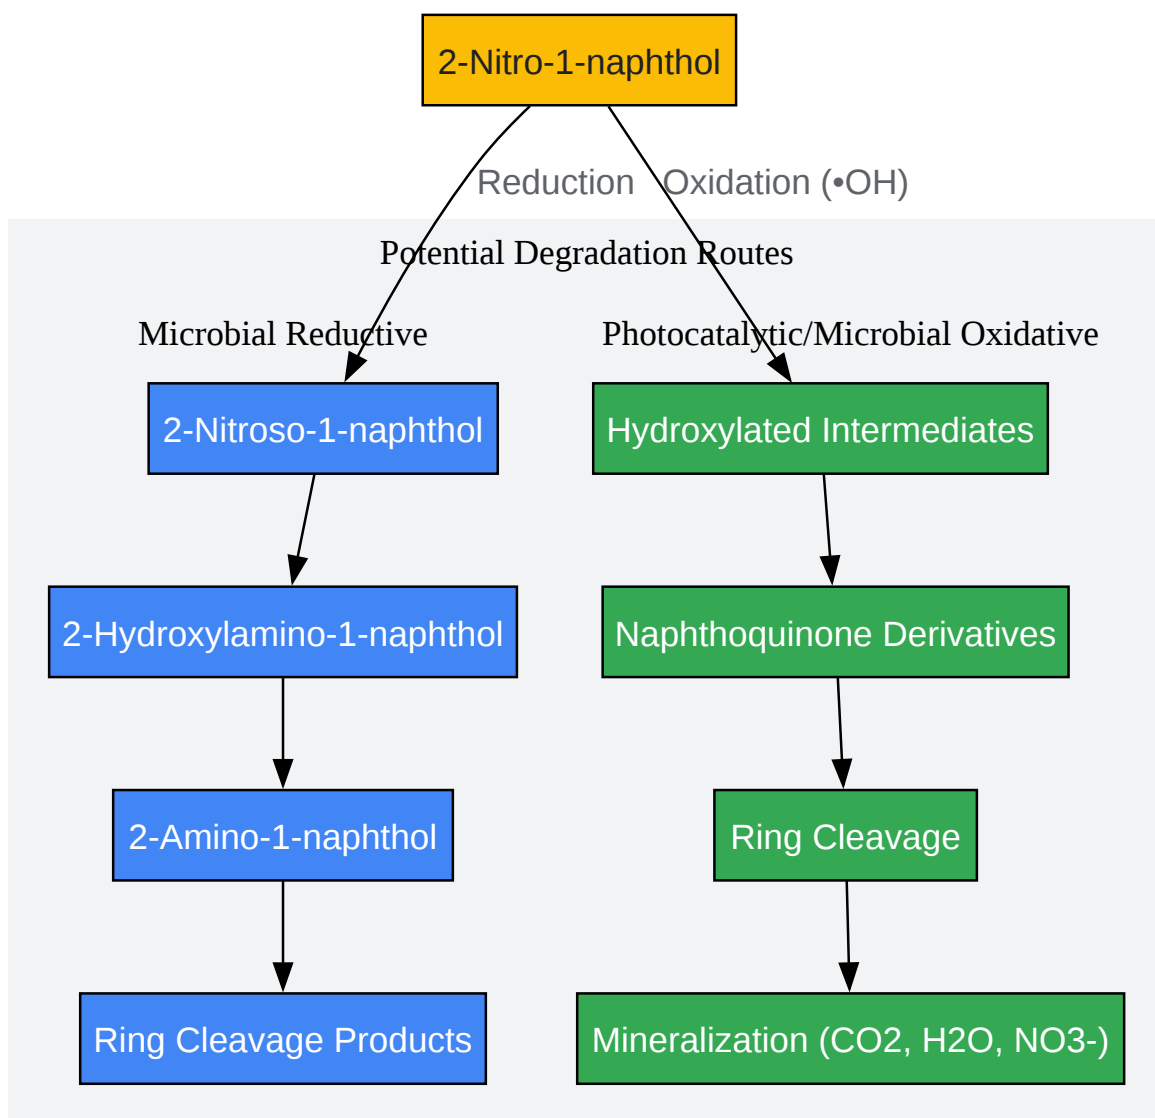 2-Nitro-1-naphthol
Reduction
Oxidation (•OH)
Potential Degradation Routes
Microbial Reductive
Photocatalytic/Microbial Oxidative
2-Nitroso-1-naphthol
Hydroxylated Intermediates
2-Hydroxylamino-1-naphthol
Naphthoquinone Derivatives
2-Amino-1-naphthol
Ring Cleavage
Ring Cleavage Products
Mineralization (CO2, H2O, NO3-)